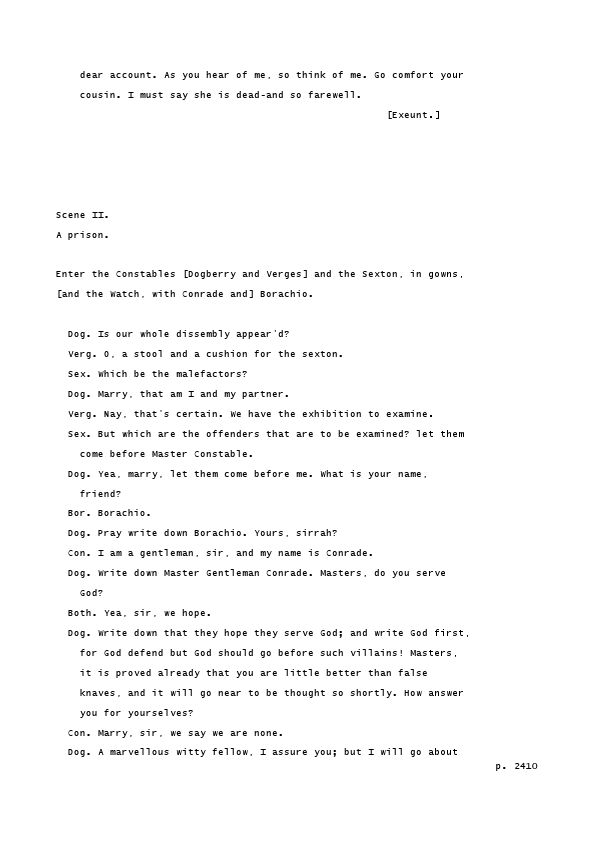 dear account. As you hear of me, so think of me. Go comfort your
cousin. I must say she is dead-and so farewell.
[Exeunt.]
Scene II.
A prison.
Enter the Constables [Dogberry and Verges] and the Sexton, in gowns,
[and the Watch, with Conrade and] Borachio.
Dog. Is our whole dissembly appear'd?
Verg. O, a stool and a cushion for the sexton.
Sex. Which be the malefactors?
Dog. Marry, that am I and my partner.
Verg. Nay, that's certain. We have the exhibition to examine.
Sex. But which are the offenders that are to be examined? let them
come before Master Constable.
Dog. Yea, marry, let them come before me. What is your name,
friend?
Bor. Borachio.
Dog. Pray write down Borachio. Yours, sirrah?
Con. I am a gentleman, sir, and my name is Conrade.
Dog. Write down Master Gentleman Conrade. Masters, do you serve
God?
Both. Yea, sir, we hope.
Dog. Write down that they hope they serve God; and write God first,
for God defend but God should go before such villains! Masters,
it is proved already that you are little better than false
knaves, and it will go near to be thought so shortly. How answer
you for yourselves?
Con. Marry, sir, we say we are none.
Dog. A marvellous witty fellow, I assure you; but I will go about
p. 2410